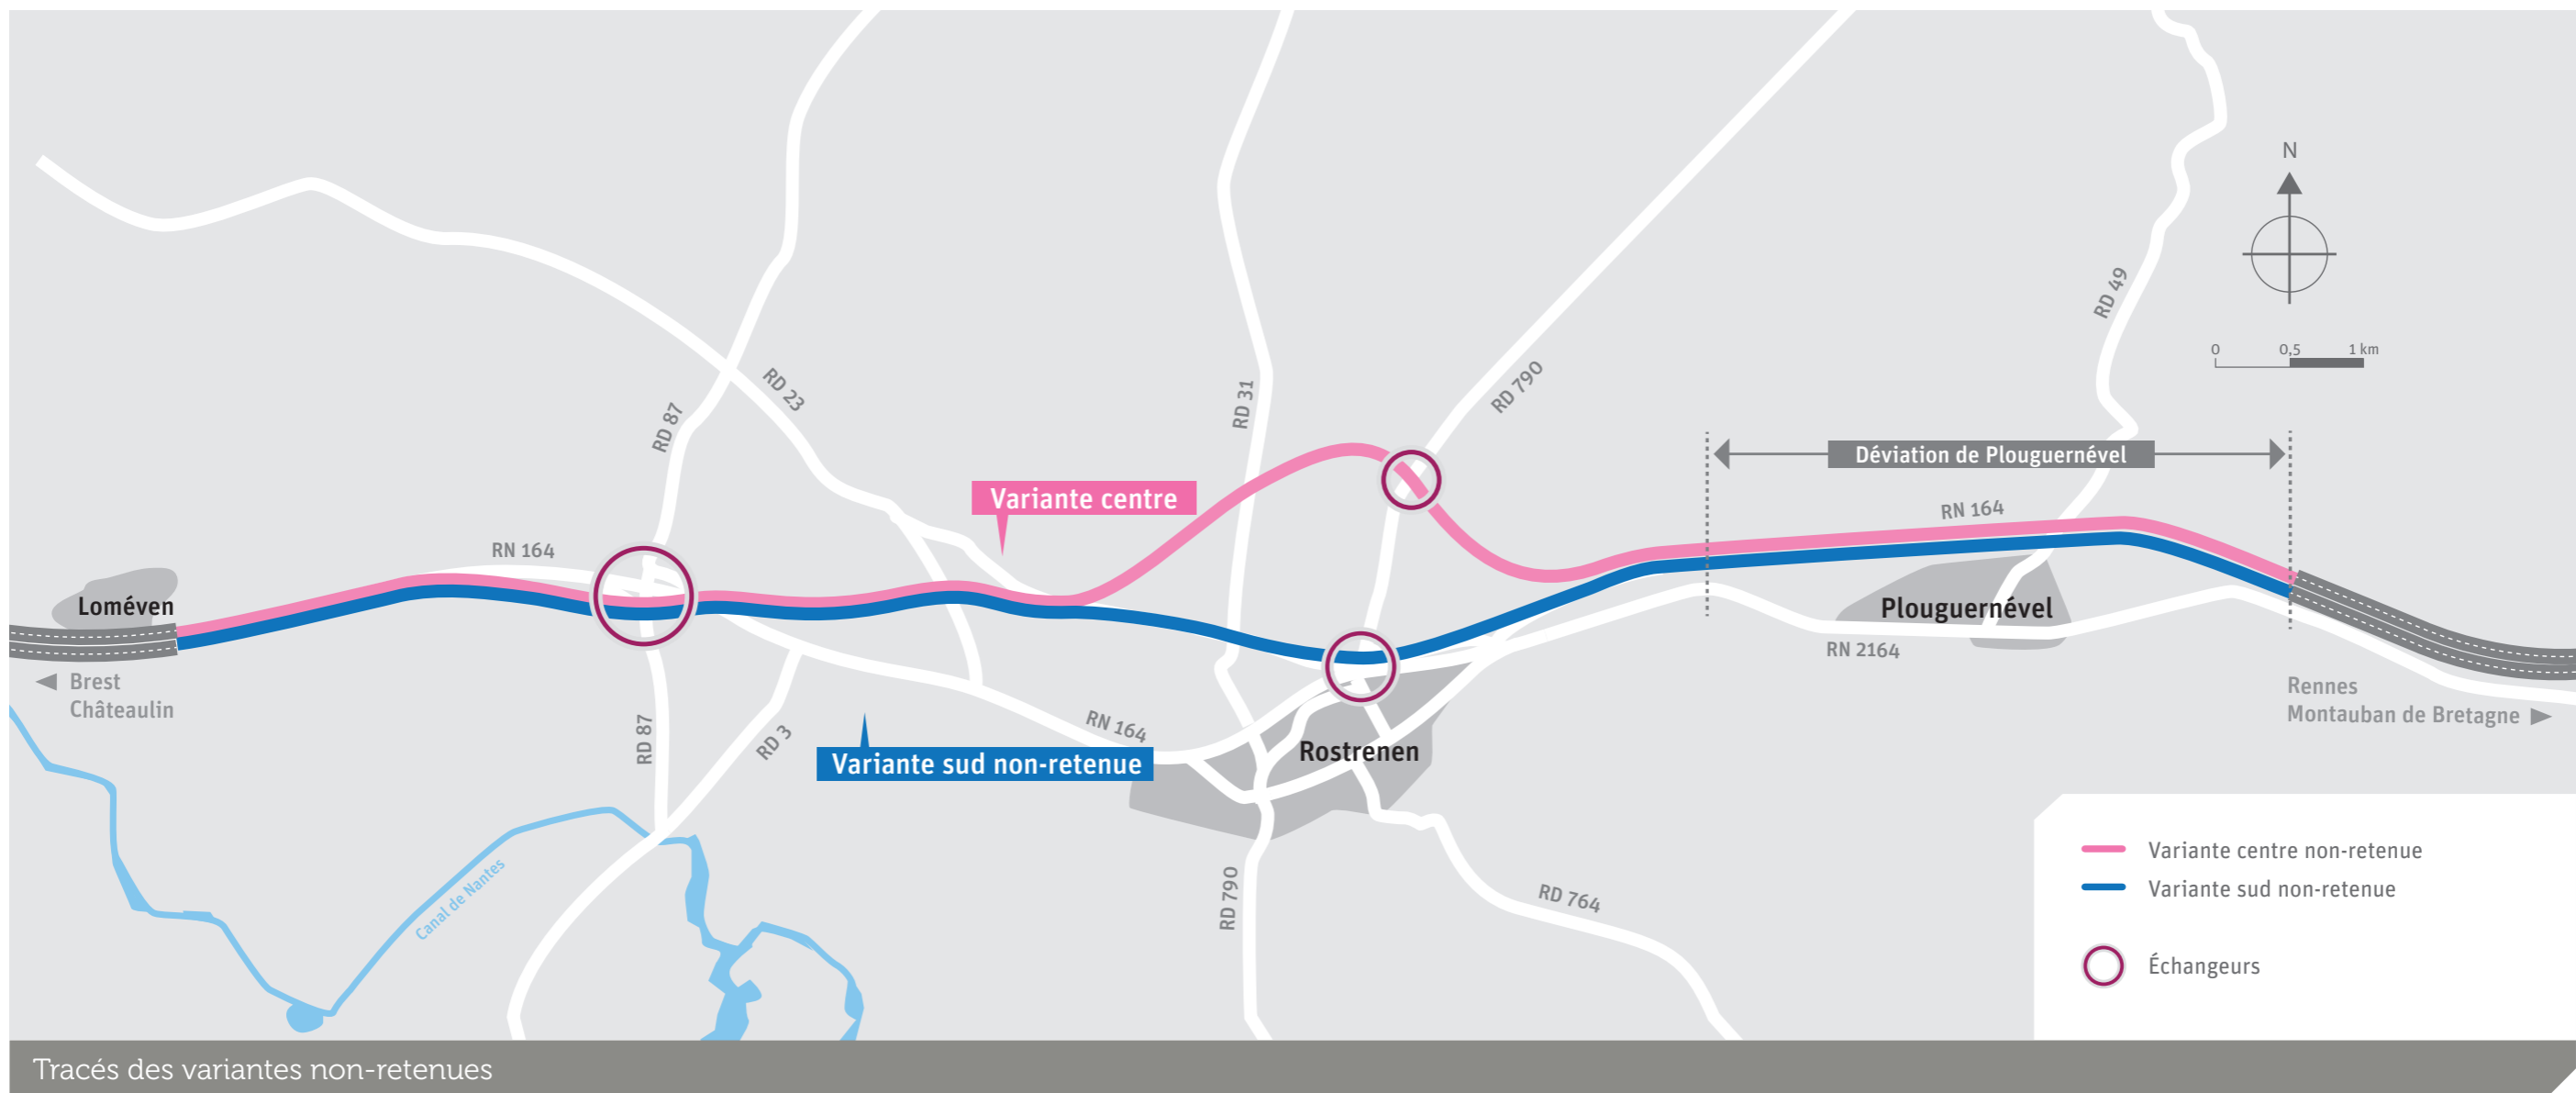 N
0 0,5 1 km
RD 49
RD 23
RD 87
RD 31
RD 790
Déviation de Plouguernével
Variante centre
RN 164
RN 164
Loméven
Plouguernével
RN 2164
Brest
Châteaulin
Rennes
Montauban de Bretagne
RD 87
RD 3
RN 164
Variante sud non-retenue
Rostrenen
Canal de Nantes
RD 790
RD 764
Variante centre non-retenue
Variante sud non-retenue
Échangeurs
Tracés des variantes non-retenues